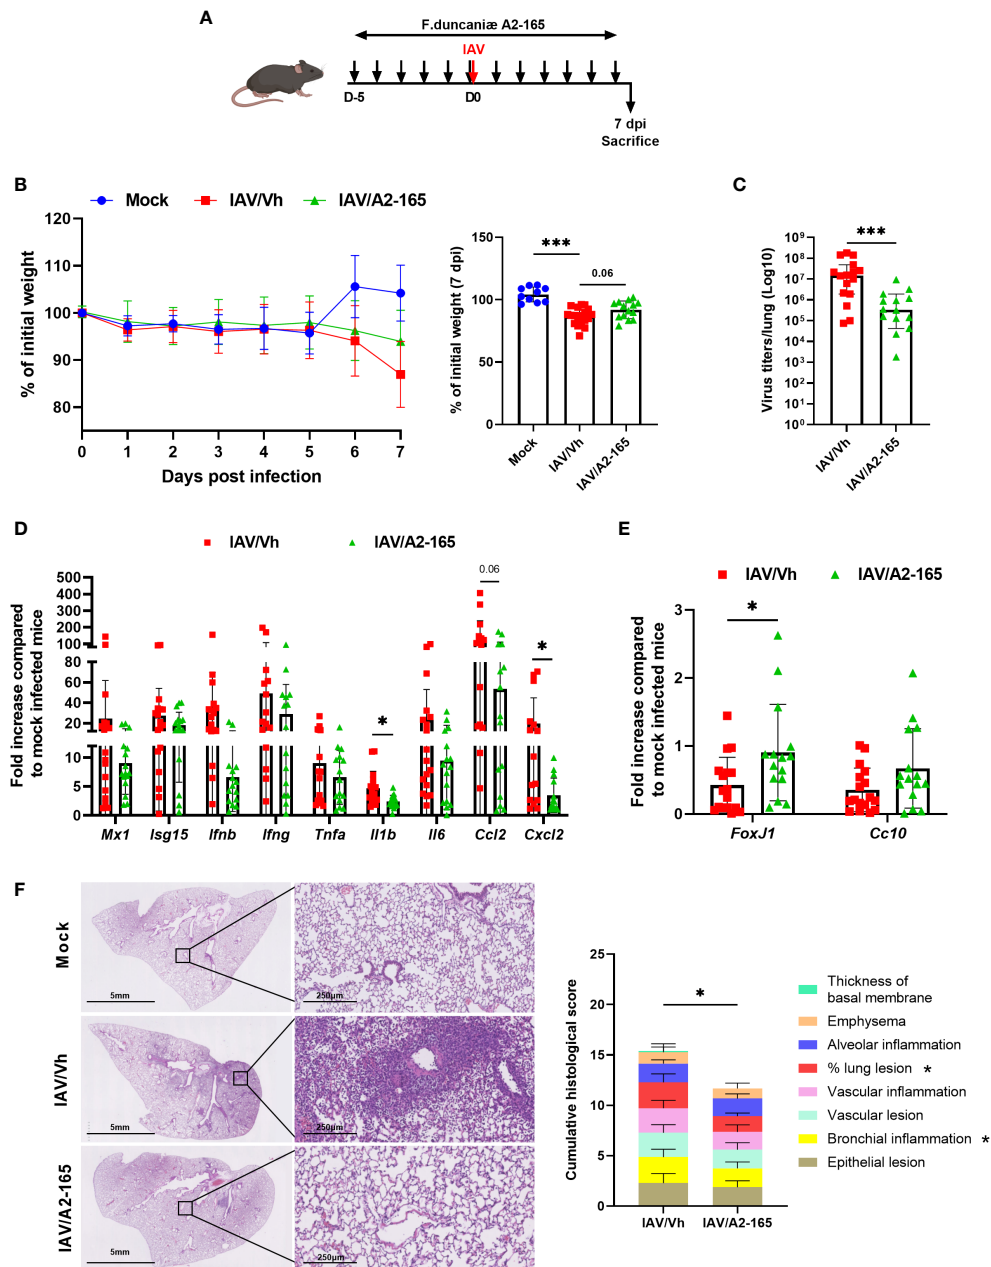 A
F.duncaniæ A2-165
IAV
D-5
D0
7 dpi
Sacrifice
B
Mock
IAV/Vh
IAV/A2-165
% of initial weight
120
110
100
90
80
0
1
2
3
4
5
6
7
Days post infection
% of initial weight (7 dpi)
150
100
50
0
***
0.06
Mock
IAV/Vh
IAV/A2-165
C
Virus titers/lung (Log10)
10⁹
10⁸
10⁷
10⁶
10⁵
10⁴
10³
10²
10¹
10⁰
***
IAV/Vh
IAV/A2-165
D
IAV/Vh
IAV/A2-165
Fold increase compared
to mock infected mice
500
400
300
200
100
80
60
40
20
10
5
0
*
0.06
*
Mx1
Isg15
Ifnb
Ifng
Tnfa
Il1b
Il6
Ccl2
Cxcl2
E
IAV/Vh
IAV/A2-165
Fold increase compared
to mock infected mice
3
2
1
0
*
FoxJ1
Cc10
F
Mock
5mm
250µm
IAV/Vh
5mm
250µm
IAV/A2-165
5mm
250µm
Cumulative histological score
25
20
15
10
5
0
*
IAV/Vh
IAV/A2-165
Thickness of
basal membrane
Emphysema
Alveolar inflammation
% lung lesion *
Vascular inflammation
Vascular lesion
Bronchial inflammation *
Epithelial lesion